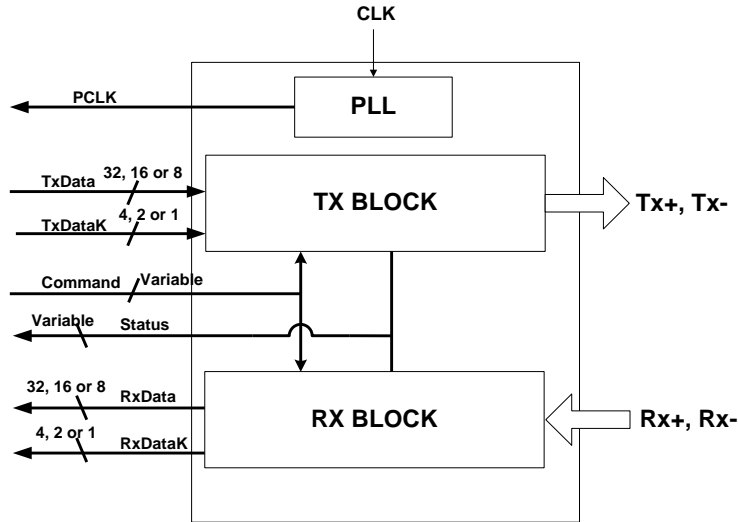 CLK
PLL
PCLK
32, 16 or 8
TxData
TX BLOCK
Tx+, Tx-
4, 2 or 1
TxDataK
Command
Variable
Variable
Status
32, 16 or 8
RxData
RX BLOCK
Rx+, Rx-
4, 2 or 1
RxDataK